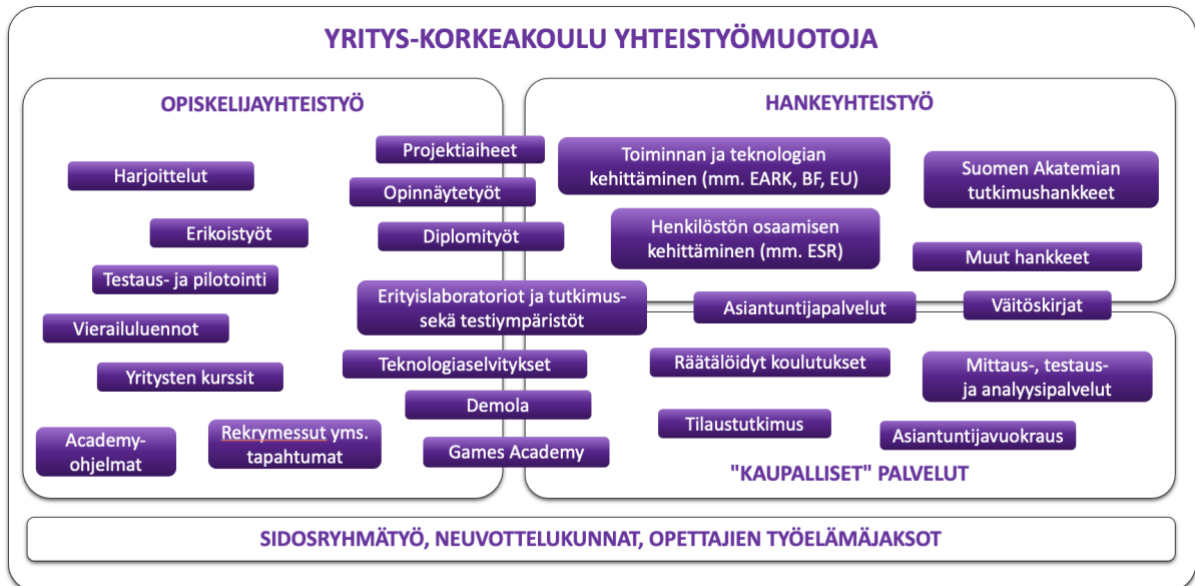 YRITYS-KORKEAKOULU YHTEISTYÖMUOTOJA
OPISKELIJAYHTEISTYÖ
Harjoittelut
Erikoistyöt
Testaus- ja pilotointi
Vierailuluennot
Yritysten kurssit
Academy-
ohjelmat
Rekrymessut yms.
tapahtumat
Projektiaiheet
Opinnäytetyöt
Diplomityöt
Erityislaboratoriot ja tutkimus-
sekä testiympäristöt
Teknologiaselvitykset
Demola
Games Academy
HANKEYHTEISTYÖ
Toiminnan ja teknologian
kehittäminen (mm. EARK, BF, EU)
Suomen Akatemian
tutkimushankkeet
Henkilöstön osaamisen
kehittäminen (mm. ESR)
Muut hankkeet
Asiantuntijapalvelut
Väitöskirjat
Räätälöidyt koulutukset
Mittaus-, testaus-
ja analyysipalvelut
Tilaustutkimus
Asiantuntijavuokraus
"KAUPALLISET" PALVELUT
SIDOSRYHMÄTYÖ, NEUVOTTELUKUNNAT, OPETTAJIEN TYÖELÄMÄJAKSOT